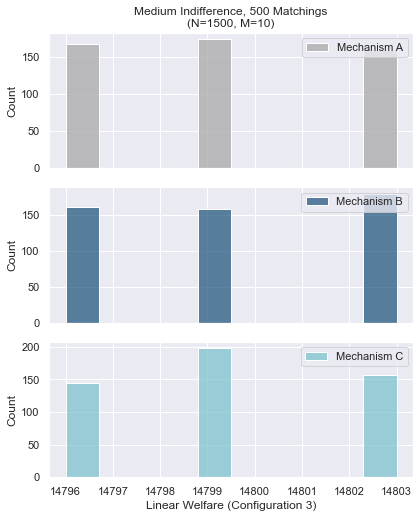 Medium Indifference, 500 Matchings
(N=1500, M=10)
150
100
50
0
Count
Mechanism A
150
100
50
0
Count
Mechanism B
200
150
100
50
0
Count
Mechanism C
14796 14797 14798 14799 14800 14801 14802 14803
Linear Welfare (Configuration 3)